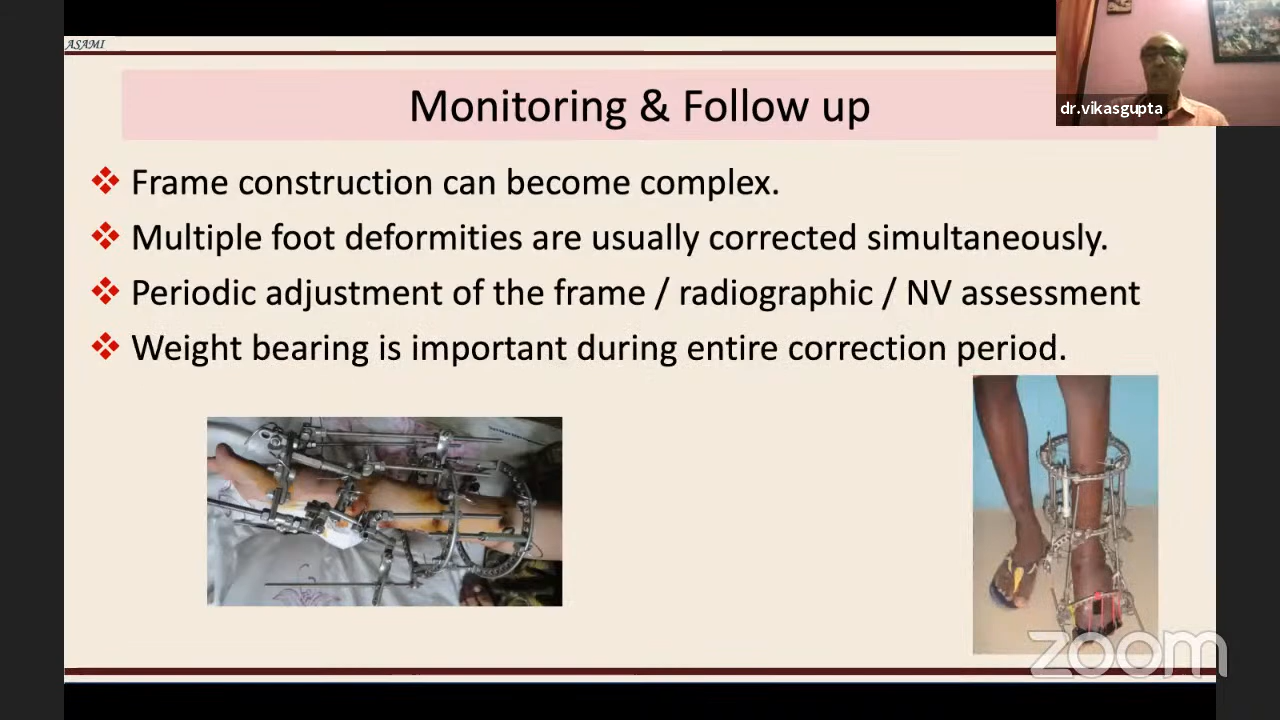 ASAMI
Monitoring & Follow up
dr.vikasgupta
Frame construction can become complex.
Multiple foot deformities are usually corrected simultaneously.
Periodic adjustment of the frame / radiographic / NV assessment
Weight bearing is important during entire correction period.
zoom